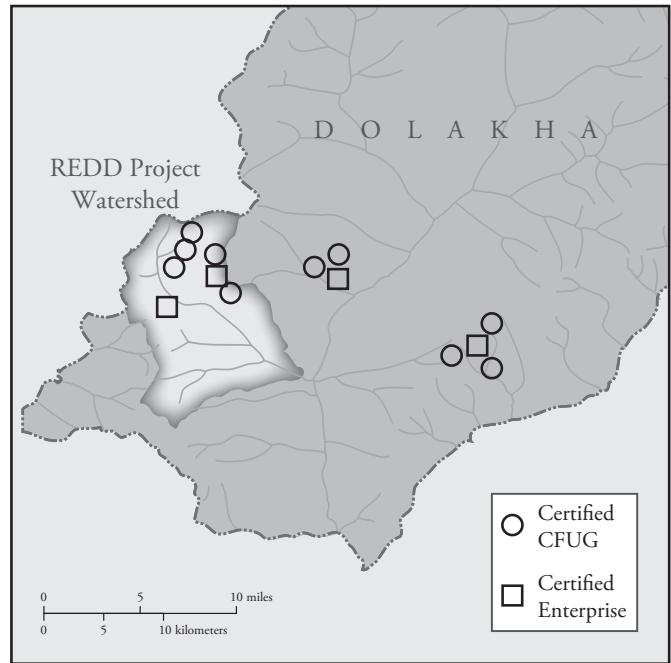 D O L A K H A
REDD Project
Watershed
Certified
CFUG
Certified
Enterprise
0 5 10 miles
0 5 10 kilometers